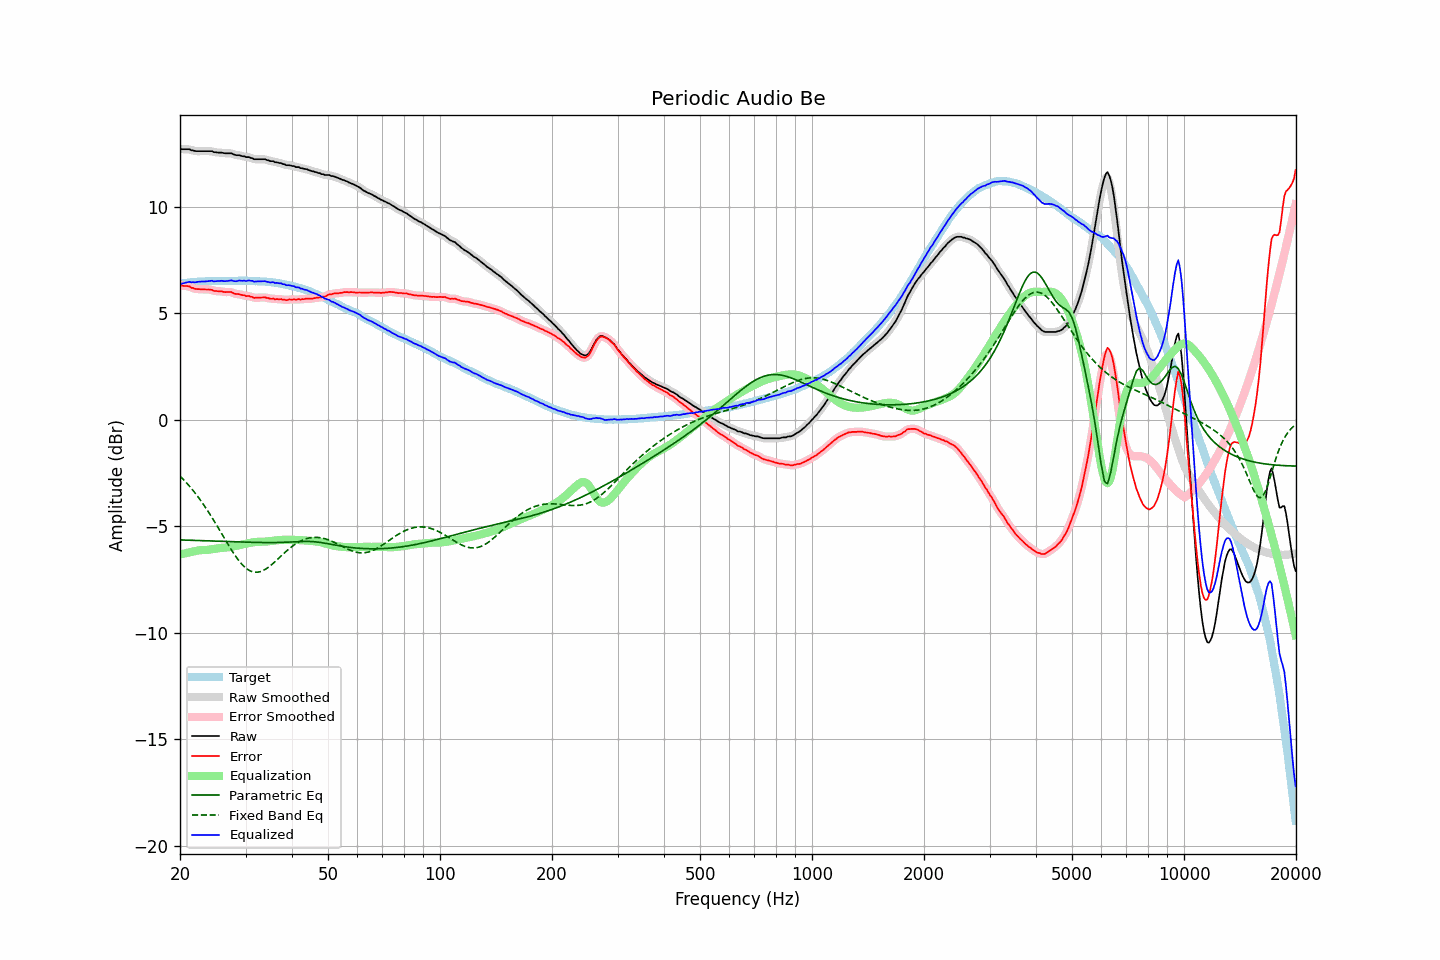 Periodic Audio Be
Amplitude (dBr)
10
5
0
−5
−10
−15
−20
Target
Raw Smoothed
Error Smoothed
Raw
Error
Equalization
Parametric Eq
Fixed Band Eq
Equalized
20 50 100 200 500 1000 2000 5000 10000 20000
Frequency (Hz)